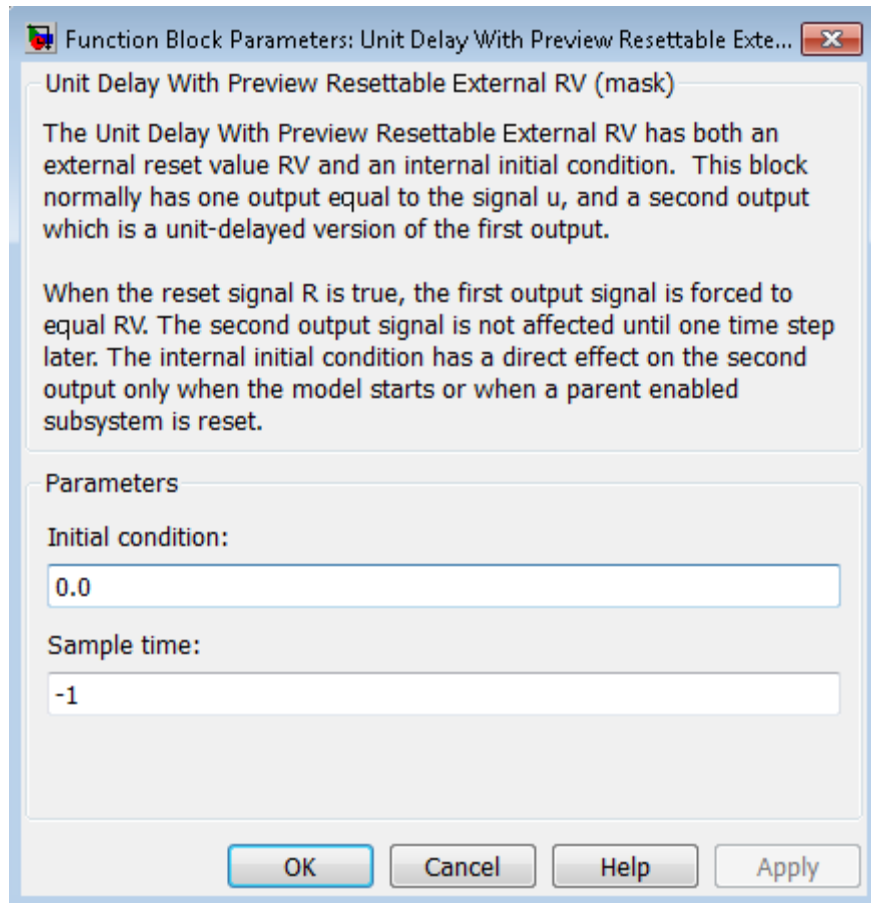 Function Block Parameters: Unit Delay With Preview Resettable Exte...
Unit Delay With Preview Resettable External RV (mask)
The Unit Delay With Preview Resettable External RV has both an
external reset value RV and an internal initial condition.  This block
normally has one output equal to the signal u, and a second output
which is a unit-delayed version of the first output.
When the reset signal R is true, the first output signal is forced to
equal RV. The second output signal is not affected until one time step
later. The internal initial condition has a direct effect on the second
output only when the model starts or when a parent enabled
subsystem is reset.
Parameters
Initial condition:
0.0
Sample time:
-1
OK Cancel Help Apply